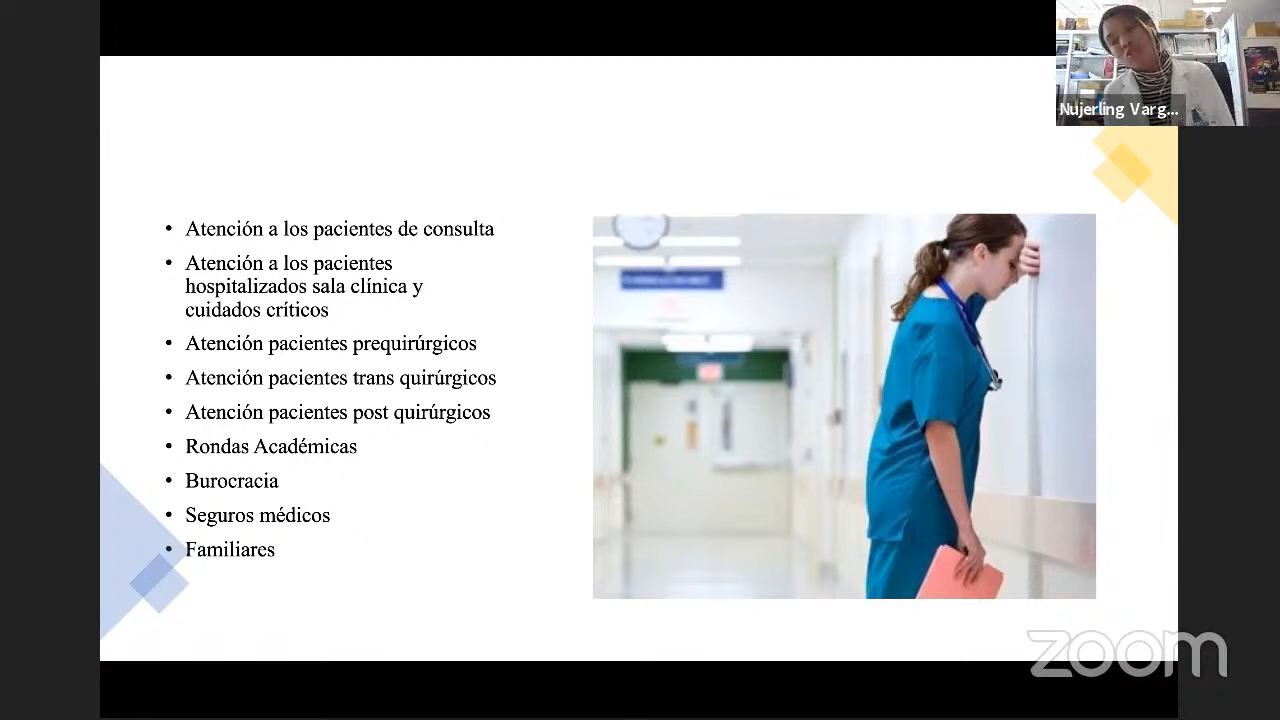 Nujerling Varg...
• Atención a los pacientes de consulta
• Atención a los pacientes
hospitalizados sala clínica y
cuidados críticos
• Atención pacientes prequirúrgicos
• Atención pacientes trans quirúrgicos
• Atención pacientes post quirúrgicos
• Rondas Académicas
• Burocracia
• Seguros médicos
• Familiares
zoom